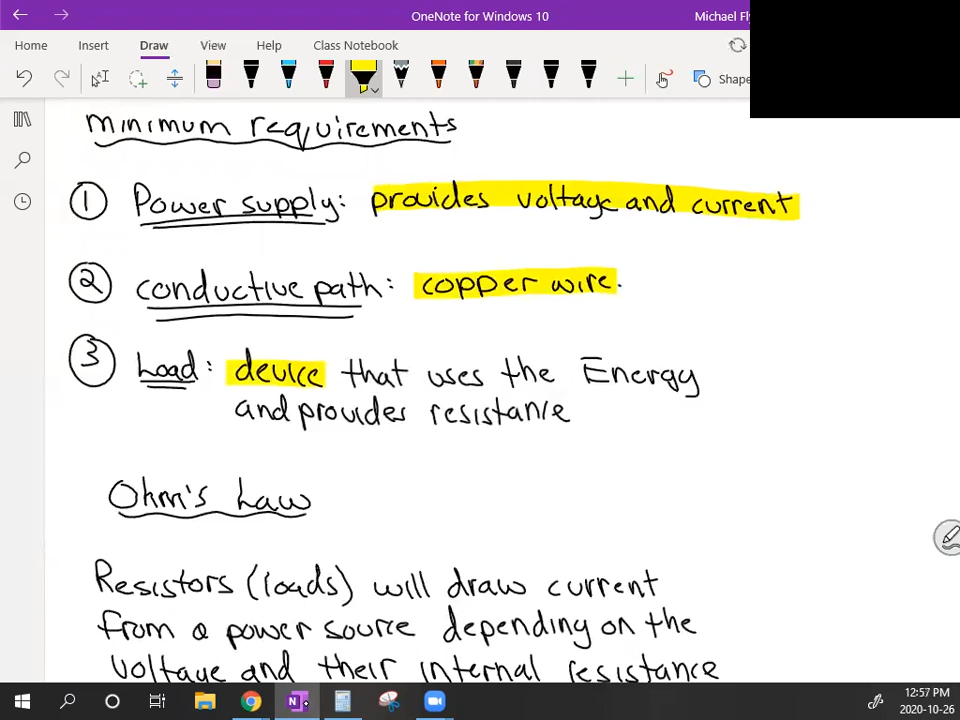 OneNote for Windows 10
Michael Fl
Home Insert Draw View Help Class Notebook
Shape
minimum requirements
① Power supply: provides voltage and current
② conductive path: copper wire.
③ Load: device that uses the Energy
and provides resistance
Ohm's Law
Resistors (loads) will draw current
from a power source depending on the
voltage and their internal resistance
12:57 PM
2020-10-26